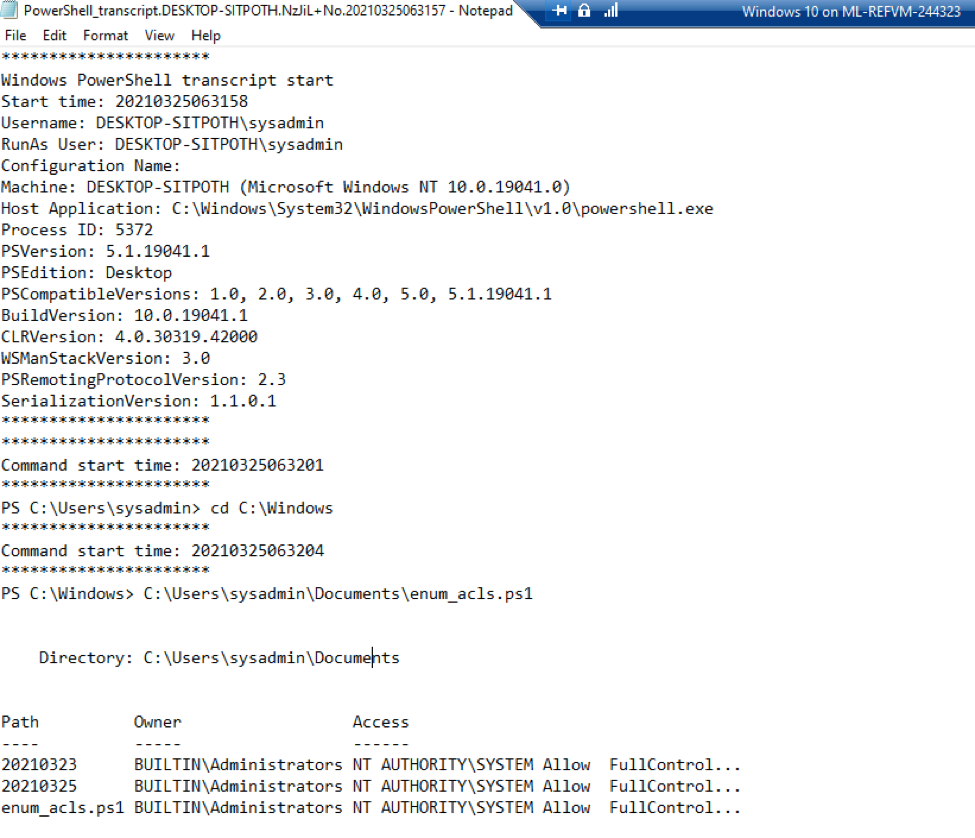 PowerShell_transcript.DESKTOP-SITPOTH.NzJiL+No.20210325063157 - Notepad
Windows 10 on ML-REFVM-244323
File Edit Format View Help
**********************
Windows PowerShell transcript start
Start time: 20210325063158
Username: DESKTOP-SITPOTH\sysadmin
RunAs User: DESKTOP-SITPOTH\sysadmin
Configuration Name:
Machine: DESKTOP-SITPOTH (Microsoft Windows NT 10.0.19041.0)
Host Application: C:\Windows\System32\WindowsPowerShell\v1.0\powershell.exe
Process ID: 5372
PSVersion: 5.1.19041.1
PSEdition: Desktop
PSCompatibleVersions: 1.0, 2.0, 3.0, 4.0, 5.0, 5.1.19041.1
BuildVersion: 10.0.19041.1
CLRVersion: 4.0.30319.42000
WSManStackVersion: 3.0
PSRemotingProtocolVersion: 2.3
SerializationVersion: 1.1.0.1
**********************
**********************
Command start time: 20210325063201
**********************
PS C:\Users\sysadmin> cd C:\Windows
**********************
Command start time: 20210325063204
**********************
PS C:\Windows> C:\Users\sysadmin\Documents\enum_acls.ps1
Directory: C:\Users\sysadmin\Documents
Path Owner Access
---- ----- ------
20210323 BUILTIN\Administrators NT AUTHORITY\SYSTEM Allow FullControl...
20210325 BUILTIN\Administrators NT AUTHORITY\SYSTEM Allow FullControl...
enum_acls.ps1 BUILTIN\Administrators NT AUTHORITY\SYSTEM Allow FullControl...